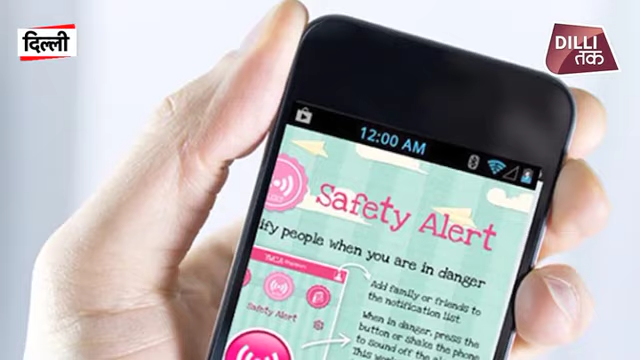 दिल्ली
DILLI
तक
12:00 AM
Safety Alert
ify people when you are in danger
YMCA
Add family or friends to
the notification list
Safety Alert
When in danger, press the
button or shake the phone
to sound off the